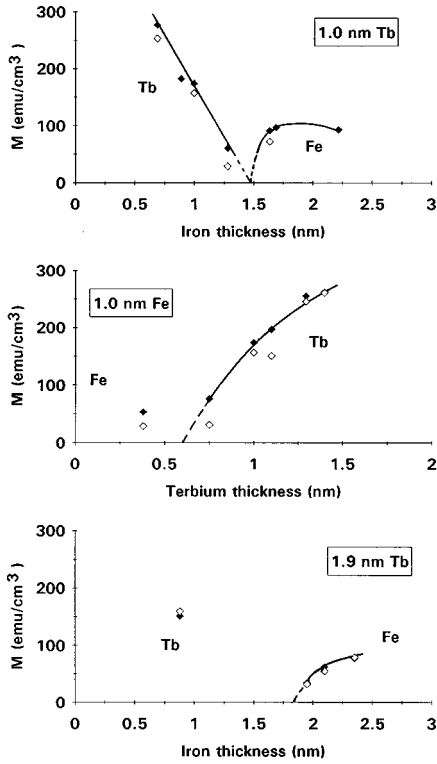 300
1.0 nm Tb
M (emu/cm3)
200
Tb
100
Fe
0
0 0.5 1 1.5 2 2.5 3
Iron thickness (nm)
300
1.0 nm Fe
M (emu/cm3)
200
Tb
Fe
100
0
0 0.5 1 1.5 2
Terbium thickness (nm)
0 0.5 1 1.5 2 2.5 3
300
1.9 nm Tb
M (emu/cm3)
200
Tb
Fe
100
0
Iron thickness (nm)